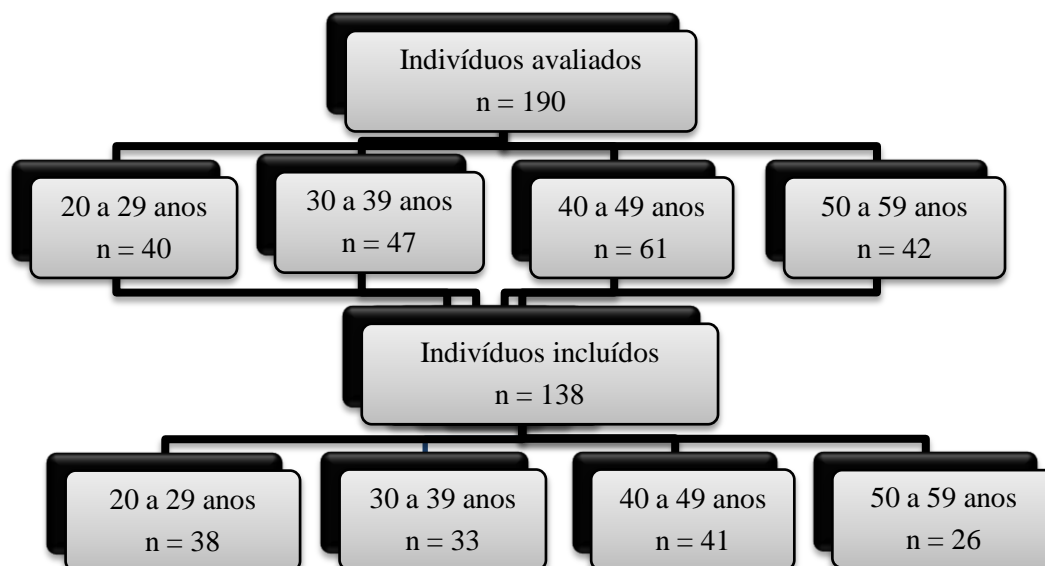 Indivíduos avaliados
n = 190
20 a 29 anos
n = 40
30 a 39 anos
n = 47
40 a 49 anos
n = 61
50 a 59 anos
n = 42
Indivíduos incluídos
n = 138
20 a 29 anos
n = 38
30 a 39 anos
n = 33
40 a 49 anos
n = 41
50 a 59 anos
n = 26